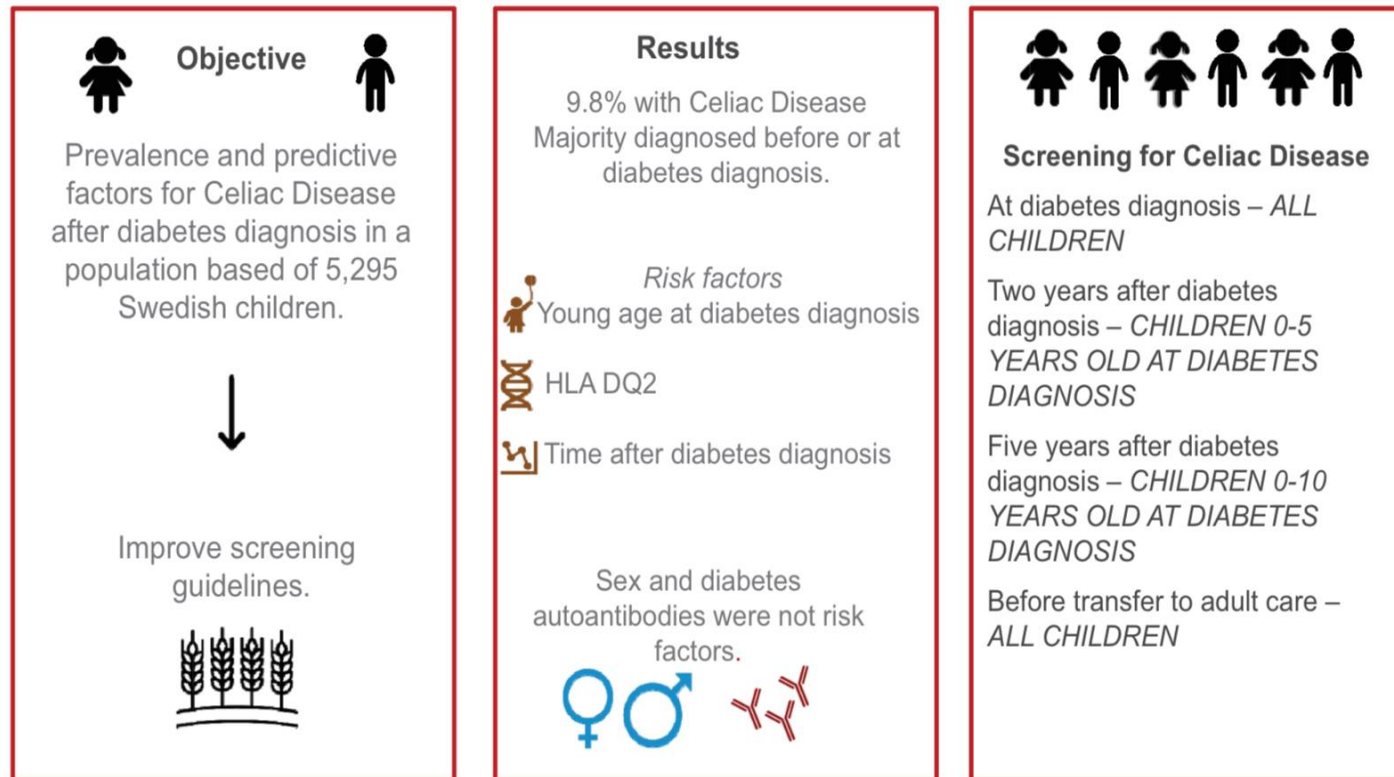 Objective
Prevalence and predictive
factors for Celiac Disease
after diabetes diagnosis in a
population based of 5,295
Swedish children.
Improve screening
guidelines.
Results
9.8% with Celiac Disease
Majority diagnosed before or at
diabetes diagnosis.
Risk factors
Young age at diabetes diagnosis
HLA DQ2
Time after diabetes diagnosis
Sex and diabetes
autoantibodies were not risk
factors.
Screening for Celiac Disease
At diabetes diagnosis – ALL
CHILDREN
Two years after diabetes
diagnosis – CHILDREN 0-5
YEARS OLD AT DIABETES
DIAGNOSIS
Five years after diabetes
diagnosis – CHILDREN 0-10
YEARS OLD AT DIABETES
DIAGNOSIS
Before transfer to adult care –
ALL CHILDREN